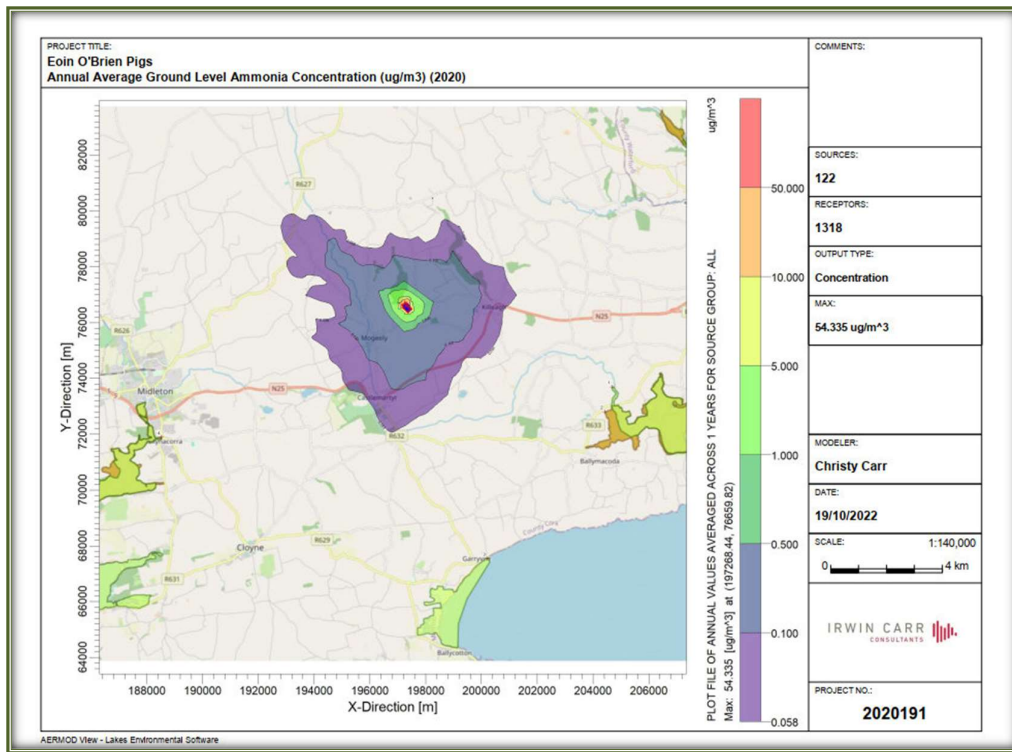 PROJECT TITLE:
Eoin O'Brien Pigs
Annual Average Ground Level Ammonia Concentration (ug/m3) (2020)
COMMENTS:
SOURCES:
122
RECEPTORS:
1318
OUTPUT TYPE:
Concentration
MAX:
54.335 ug/m^3
MODELER:
Christy Carr
DATE:
19/10/2022
SCALE:
1:140,000
0
4 km
IRWIN CARR
CONSULTANTS
PROJECT NO.:
2020191
Y-Direction [m]
82000
80000
78000
76000
74000
72000
70000
68000
66000
64000
188000
190000
192000
194000
196000
198000
200000
202000
204000
206000
X-Direction [m]
R627
R626
N25
Midleton
N25
Mogeely
Killeagh
Castlemartyr
R632
R633
Ballymacoda
Cloyne
R629
R631
Garryvoe
Ballycotton
County Cork
County Waterford
PLOT FILE OF ANNUAL VALUES AVERAGED ACROSS 1 YEARS FOR SOURCE GROUP: ALL
ug/m^3
Max: 54.335 [ug/m^3] at (197268.44, 76659.82)
50.000
10.000
5.000
1.000
0.500
0.100
0.058
AERMOD View - Lakes Environmental Software